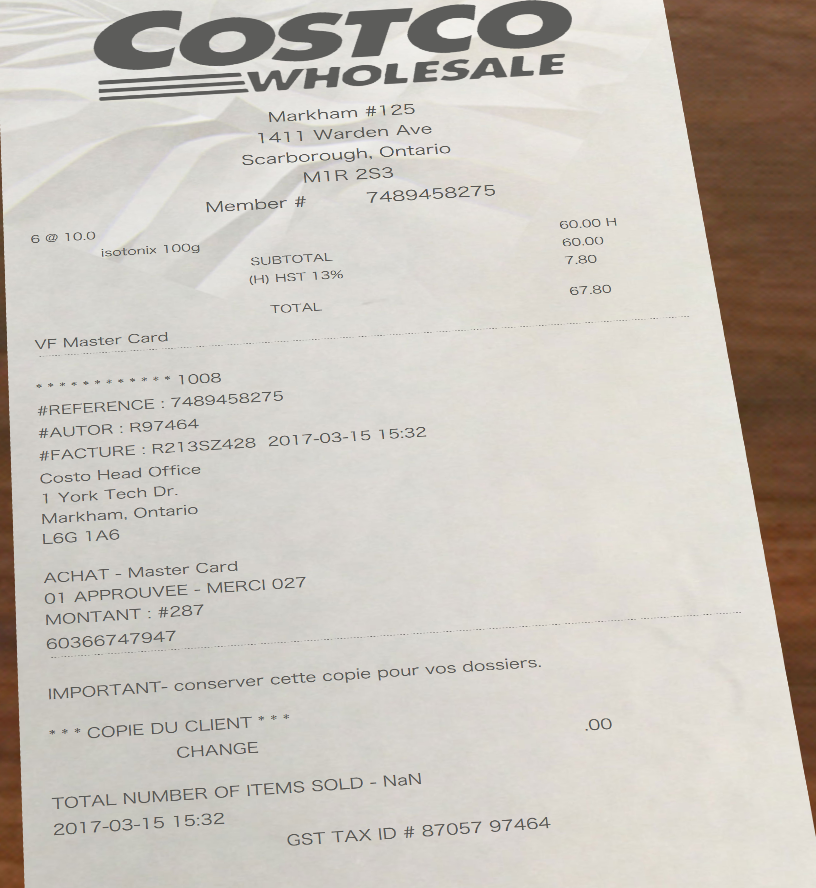 COSTCO
WHOLESALE
Markham #125
1411 Warden Ave
Scarborough, Ontario
M1R 2S3
Member # 7489458275
6 @ 10.0 60.00 H
isotonix 100g
SUBTOTAL 60.00
(H) HST 13% 7.80
TOTAL 67.80
VF Master Card
* * * * * * * * * * * * 1008
#REFERENCE : 7489458275
#AUTOR : R97464
#FACTURE : R213SZ428 2017-03-15 15:32
Costo Head Office
1 York Tech Dr.
Markham, Ontario
L6G 1A6
ACHAT - Master Card
01 APPROUVEE - MERCI 027
MONTANT : #287
60366747947
IMPORTANT- conserver cette copie pour vos dossiers.
* * * COPIE DU CLIENT * * *
CHANGE .00
TOTAL NUMBER OF ITEMS SOLD - NaN
2017-03-15 15:32
GST TAX ID # 87057 97464